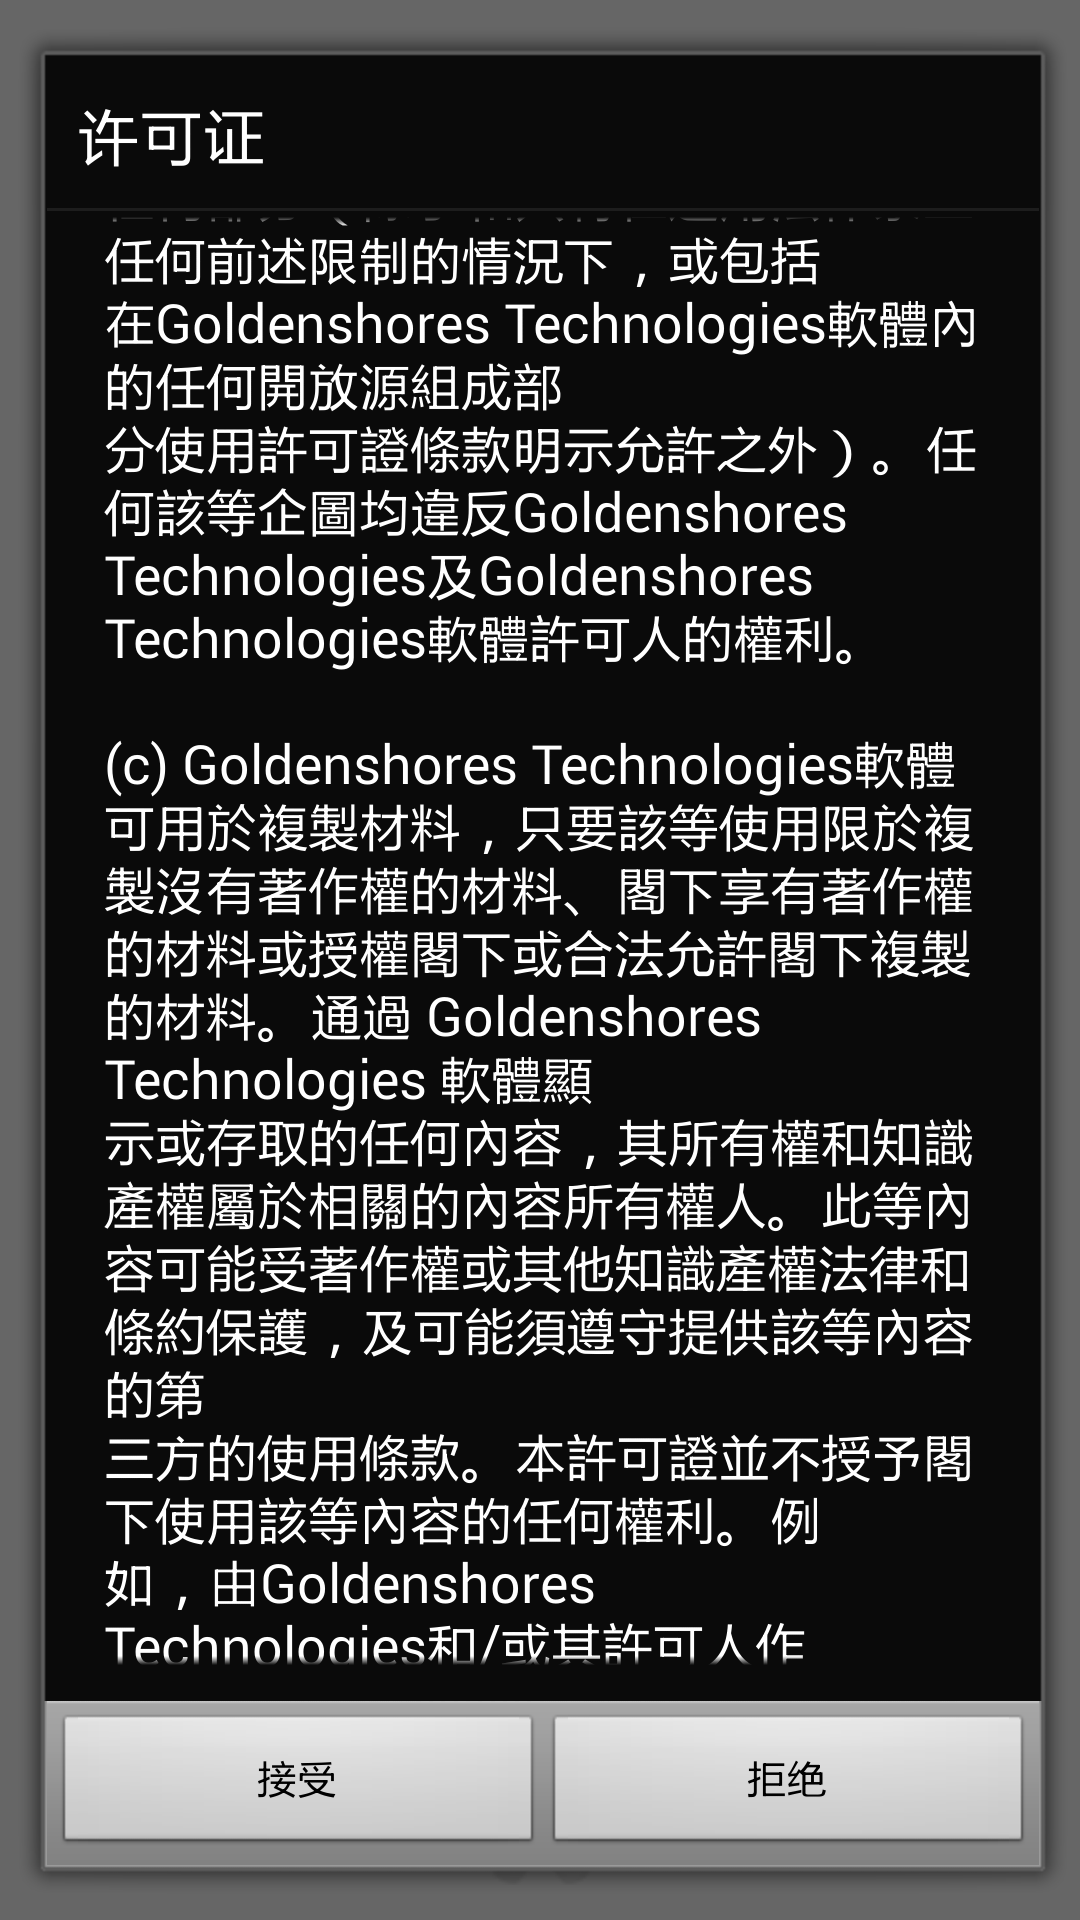 许可证
任何前述限制的情況下，或包括
在Goldenshores Technologies軟體內
的任何開放源組成部
分使用許可證條款明示允許之外）。 任
何該等企圖均違反Goldenshores
Technologies及Goldenshores
Technologies軟體許可人的權利。
(c) Goldenshores Technologies軟體
可用於複製材料，只要該等使用限於複
製沒有著作權的材料、 閣下享有著作權
的材料或授權閣下或合法允許閣下複製
的材料。 通過 Goldenshores
Technologies 軟體顯
示或存取的任何內容，其所有權和知識
產權屬於相關的內容所有權人。 此等內
容可能受著作權或其他知識產權法律和
條約保護，及可能須遵守提供該等內容
的第
三方的使用條款。 本許可證並不授予閣
下使用該等內容的任何權利。 例
如，由Goldenshores
Technologies和/或其許可人作
接受
拒绝